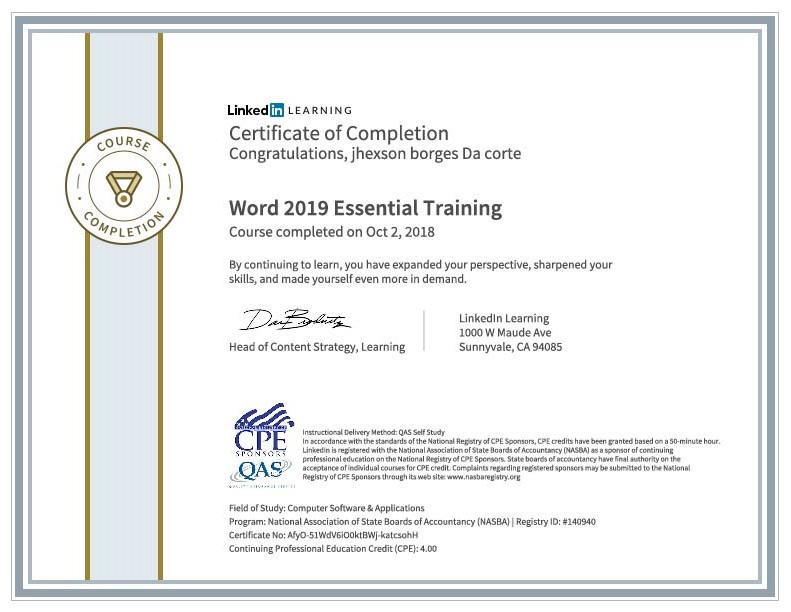 COURSE
COMPLETION
Linked in LEARNING
Certificate of Completion
Congratulations, jhexson borges Da corte
Word 2019 Essential Training
Course completed on Oct 2, 2018
By continuing to learn, you have expanded your perspective, sharpened your
skills, and made yourself even more in demand.
Head of Content Strategy, Learning
LinkedIn Learning
1000 W Maude Ave
Sunnyvale, CA 94085
CPE
SPONSORS
QAS
Instructional Delivery Method: QAS Self Study
In accordance with the standards of the National Registry of CPE Sponsors, CPE credits have been granted based on a 50-minute hour.
LinkedIn is registered with the National Association of State Boards of Accountancy (NASBA) as a sponsor of continuing
professional education on the National Registry of CPE Sponsors. State boards of accountancy have final authority on the
acceptance of individual courses for CPE credit. Complaints regarding registered sponsors may be submitted to the National
Registry of CPE Sponsors through its web site: www.nasbaregistry.org
Field of Study: Computer Software & Applications
Program: National Association of State Boards of Accountancy (NASBA) | Registry ID: #140940
Certificate No: AfyO-51WdV6iO0ktBWj-katcsohH
Continuing Professional Education Credit (CPE): 4.00